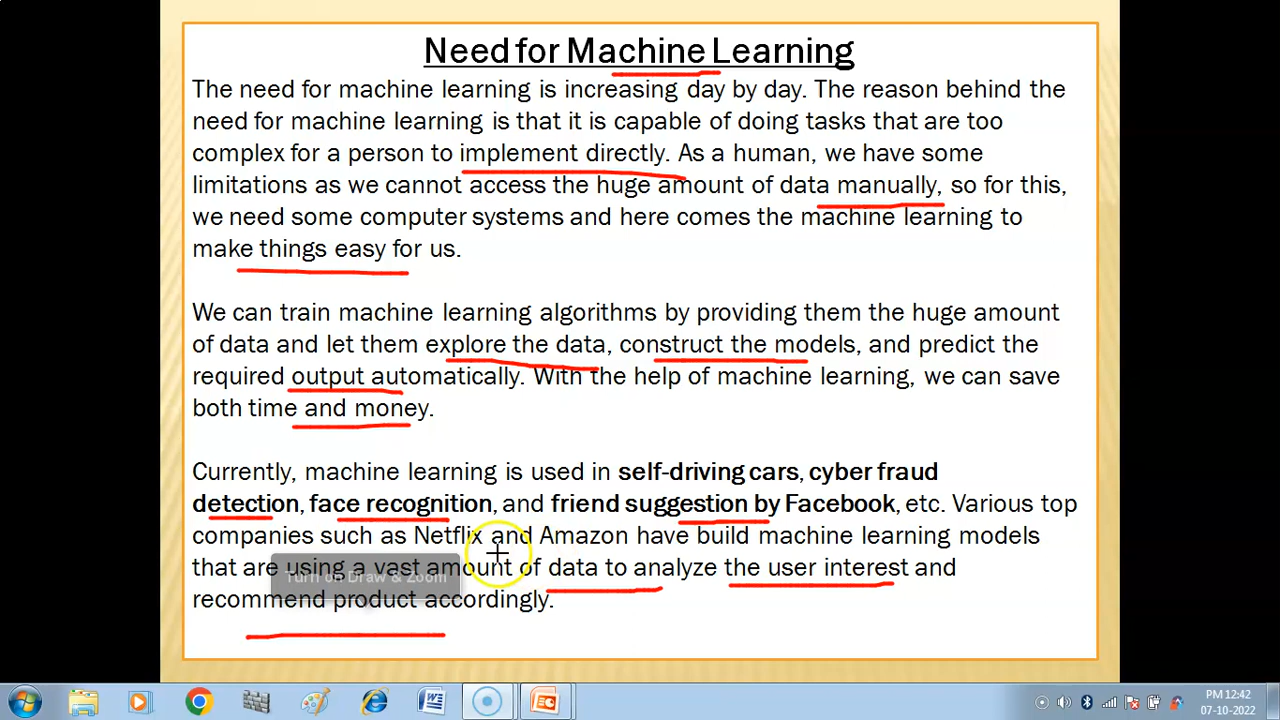 Need for Machine Learning
The need for machine learning is increasing day by day. The reason behind the
need for machine learning is that it is capable of doing tasks that are too
complex for a person to implement directly. As a human, we have some
limitations as we cannot access the huge amount of data manually, so for this,
we need some computer systems and here comes the machine learning to
make things easy for us.
We can train machine learning algorithms by providing them the huge amount
of data and let them explore the data, construct the models, and predict the
required output automatically. With the help of machine learning, we can save
both time and money.
Currently, machine learning is used in self-driving cars, cyber fraud
detection, face recognition, and friend suggestion by Facebook, etc. Various top
companies such as Netflix and Amazon have build machine learning models
that are using a vast amount of data to analyze the user interest and
Turn on Draw & Zoom
recommend product accordingly.
PM 12:42
07-10-2022